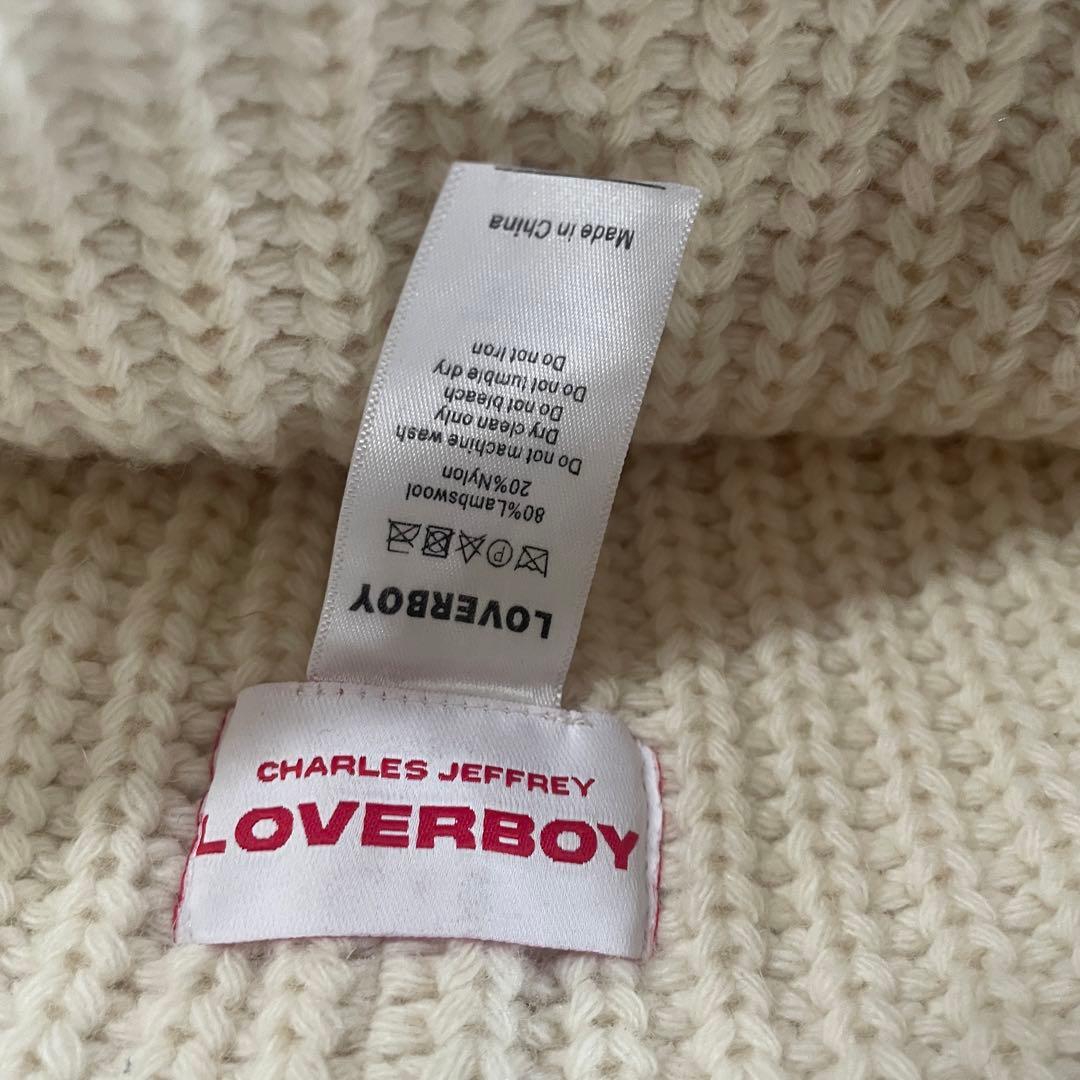 CHARLES JEFFREY
LOVERBOY
LOVERBOY
P
80%Lambswool
20%Nylon
Do not machine wash
Dry clean only
Do not bleach
Do not tumble dry
Do not Iron
Made in China